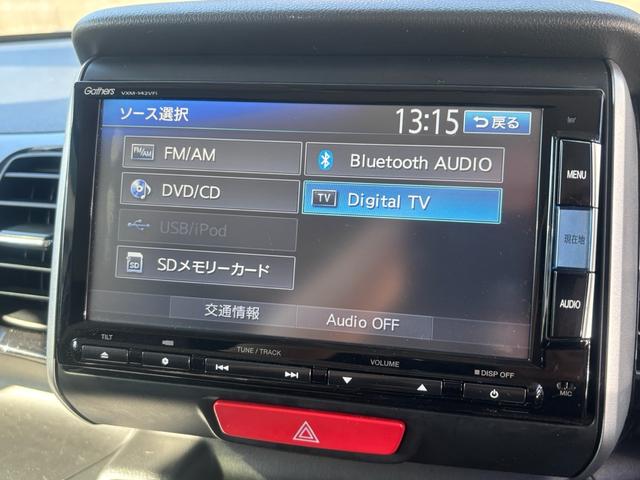 Gathers VXM-142VFi
ソース選択 13:15 戻る
FM/AM FM/AM Bluetooth AUDIO
DVD/CD TV Digital TV
USB/iPod
SD SDメモリーカード
交通情報 Audio OFF
MENU
現在地
AUDIO
TILT TUNE / TRACK VOLUME DISP OFF
MIC